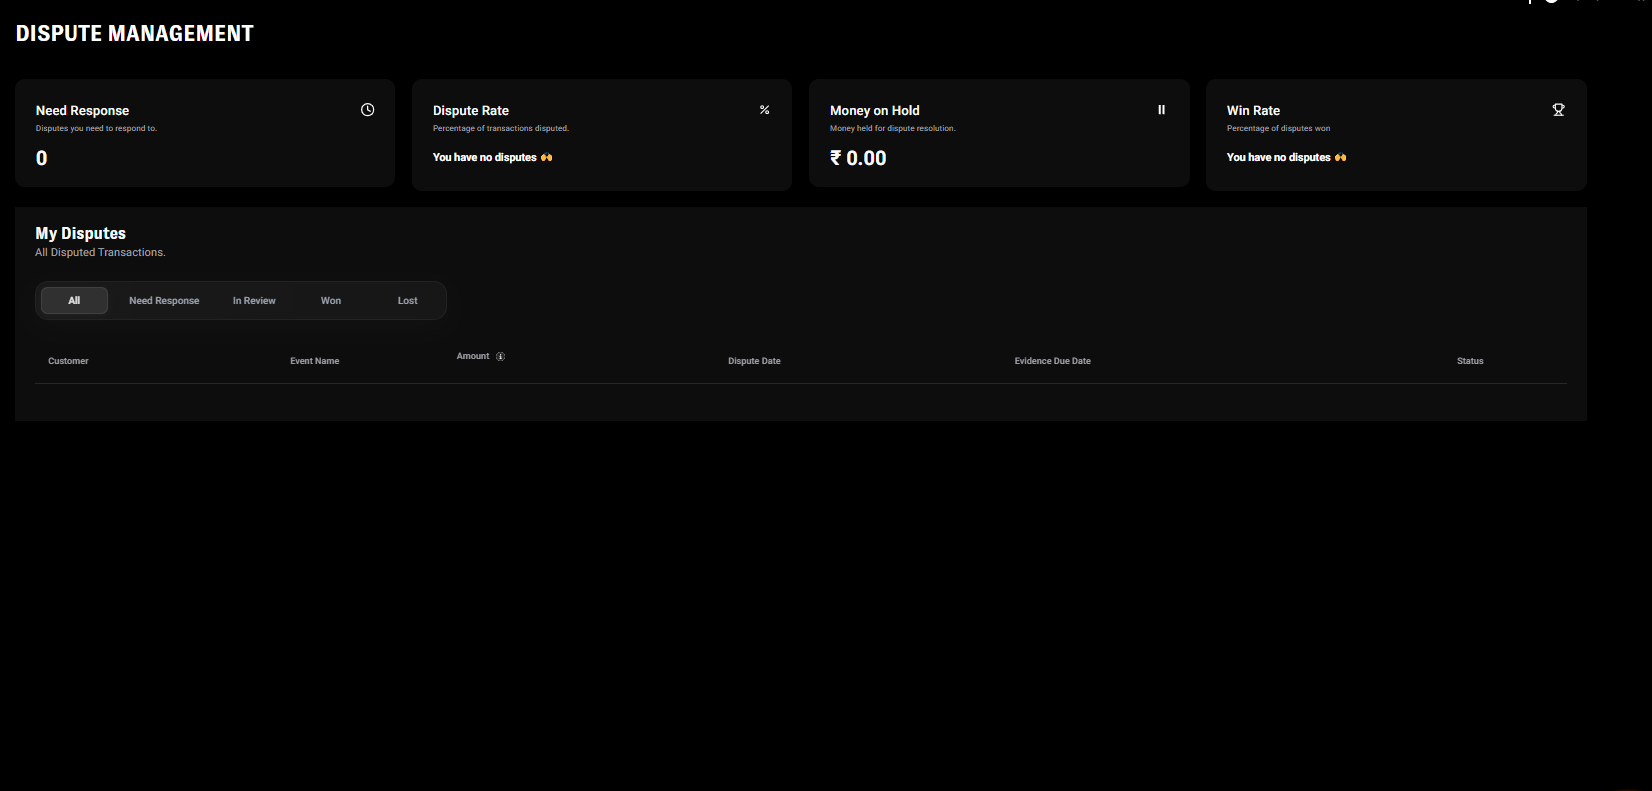 DISPUTE MANAGEMENT
Need Response
Disputes you need to respond to.
0
Dispute Rate
Percentage of transactions disputed.
You have no disputes 🙌
Money on Hold
Money held for dispute resolution.
₹ 0.00
Win Rate
Percentage of disputes won
You have no disputes 🙌
My Disputes
All Disputed Transactions.
All Need Response In Review Won Lost
Customer Event Name Amount Dispute Date Evidence Due Date Status